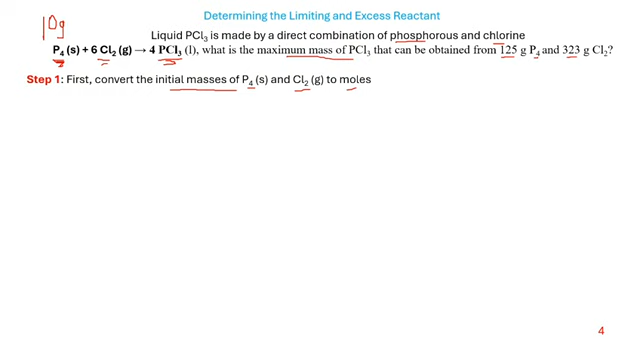 Determining the Limiting and Excess Reactant
10g
Liquid PCl₃ is made by a direct combination of phosphorous and chlorine
P₄ (s) + 6 Cl₂ (g) → 4 PCl₃ (l), what is the maximum mass of PCl₃ that can be obtained from 125 g P₄ and 323 g Cl₂?
Step 1: First, convert the initial masses of P₄ (s) and Cl₂ (g) to moles
4